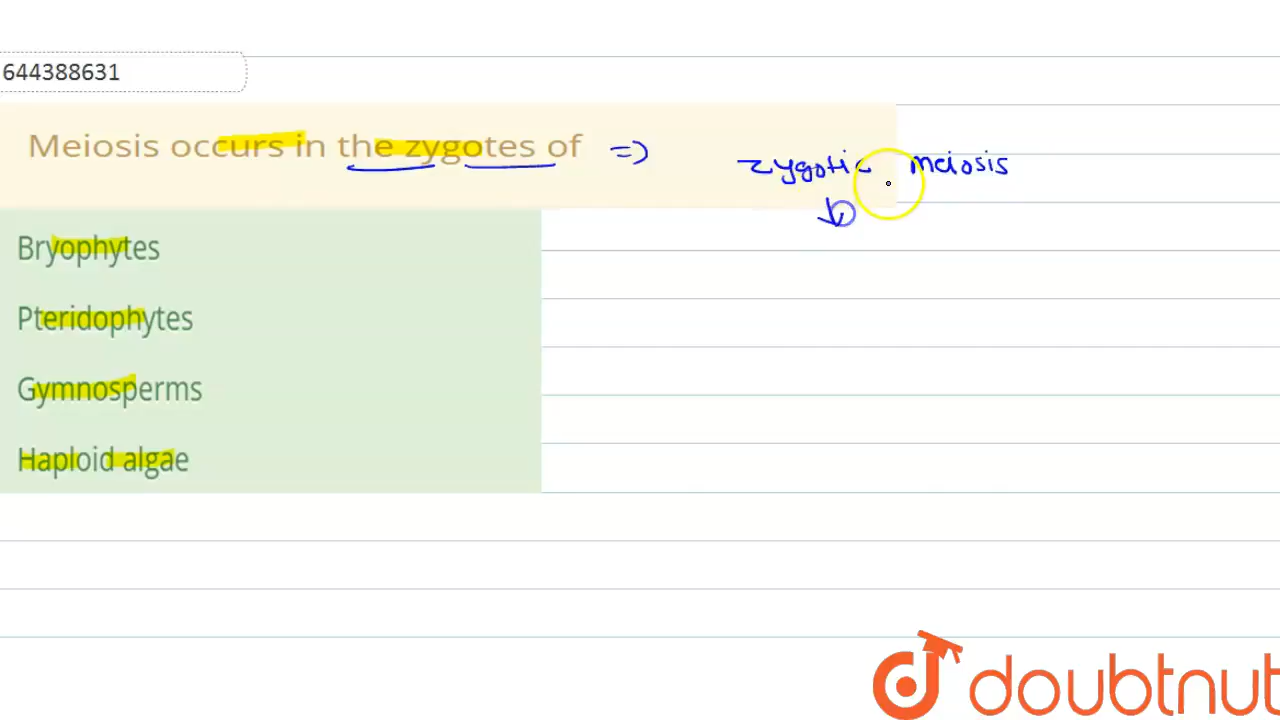 644388631
Meiosis occurs in the zygotes of => zygotic meiosis
Bryophytes
Pteridophytes
Gymnosperms
Haploid algae
doubtnut